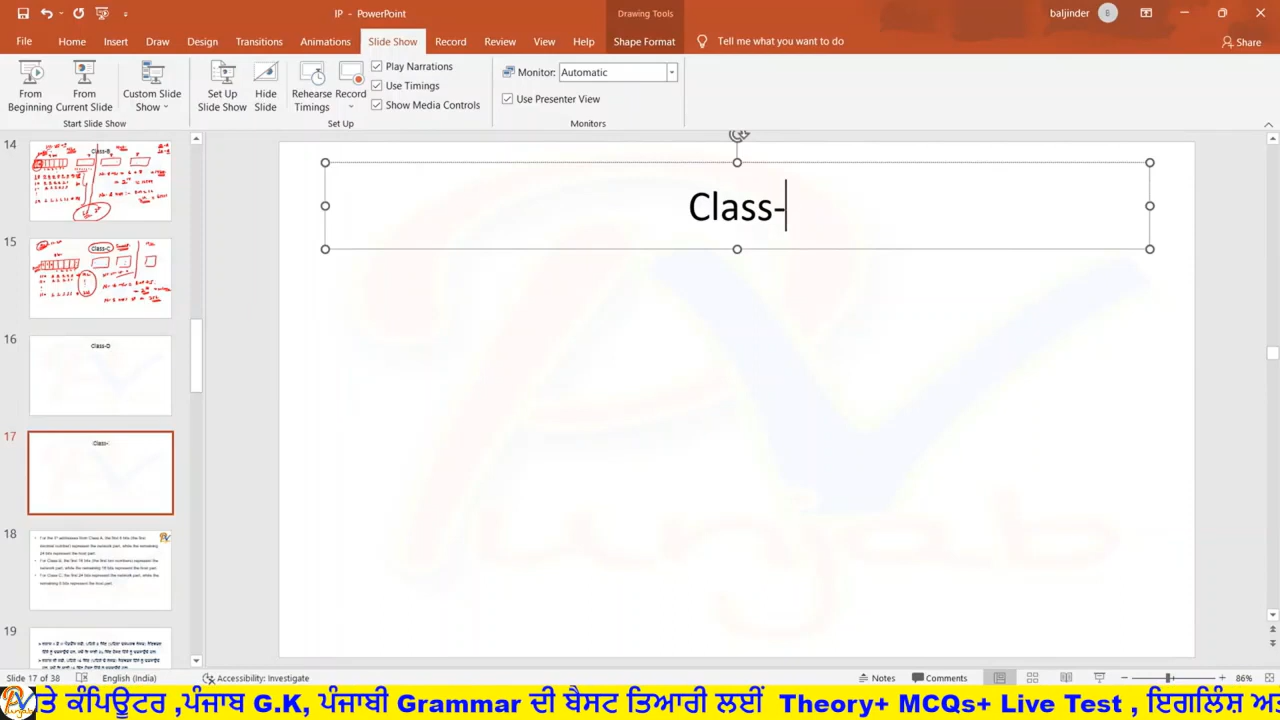 IP - PowerPoint
Drawing Tools
baljinder
B
File
Home
Insert
Draw
Design
Transitions
Animations
Slide Show
Record
Review
View
Help
Shape Format
Tell me what you want to do
Share
From Beginning
From Current Slide
Custom Slide Show
Set Up Slide Show
Hide Slide
Rehearse Timings
Record
Play Narrations
Use Timings
Show Media Controls
Monitor:
Automatic
Use Presenter View
Start Slide Show
Set Up
Monitors
14
Class-B
15
Class-C
16
Class-D
17
Class-
18
19
Class-
Slide 17 of 38
English (India)
Accessibility: Investigate
Notes
Comments
86%
ਤੇ ਕੰਪਿਊਟਰ ,ਪੰਜਾਬ G.K, ਪੰਜਾਬੀ Grammar ਦੀ ਬੈਸਟ ਤਿਆਰੀ ਲਈ Theory+ MCQs+ Live Test , ਇਗਲਿੰਸ਼